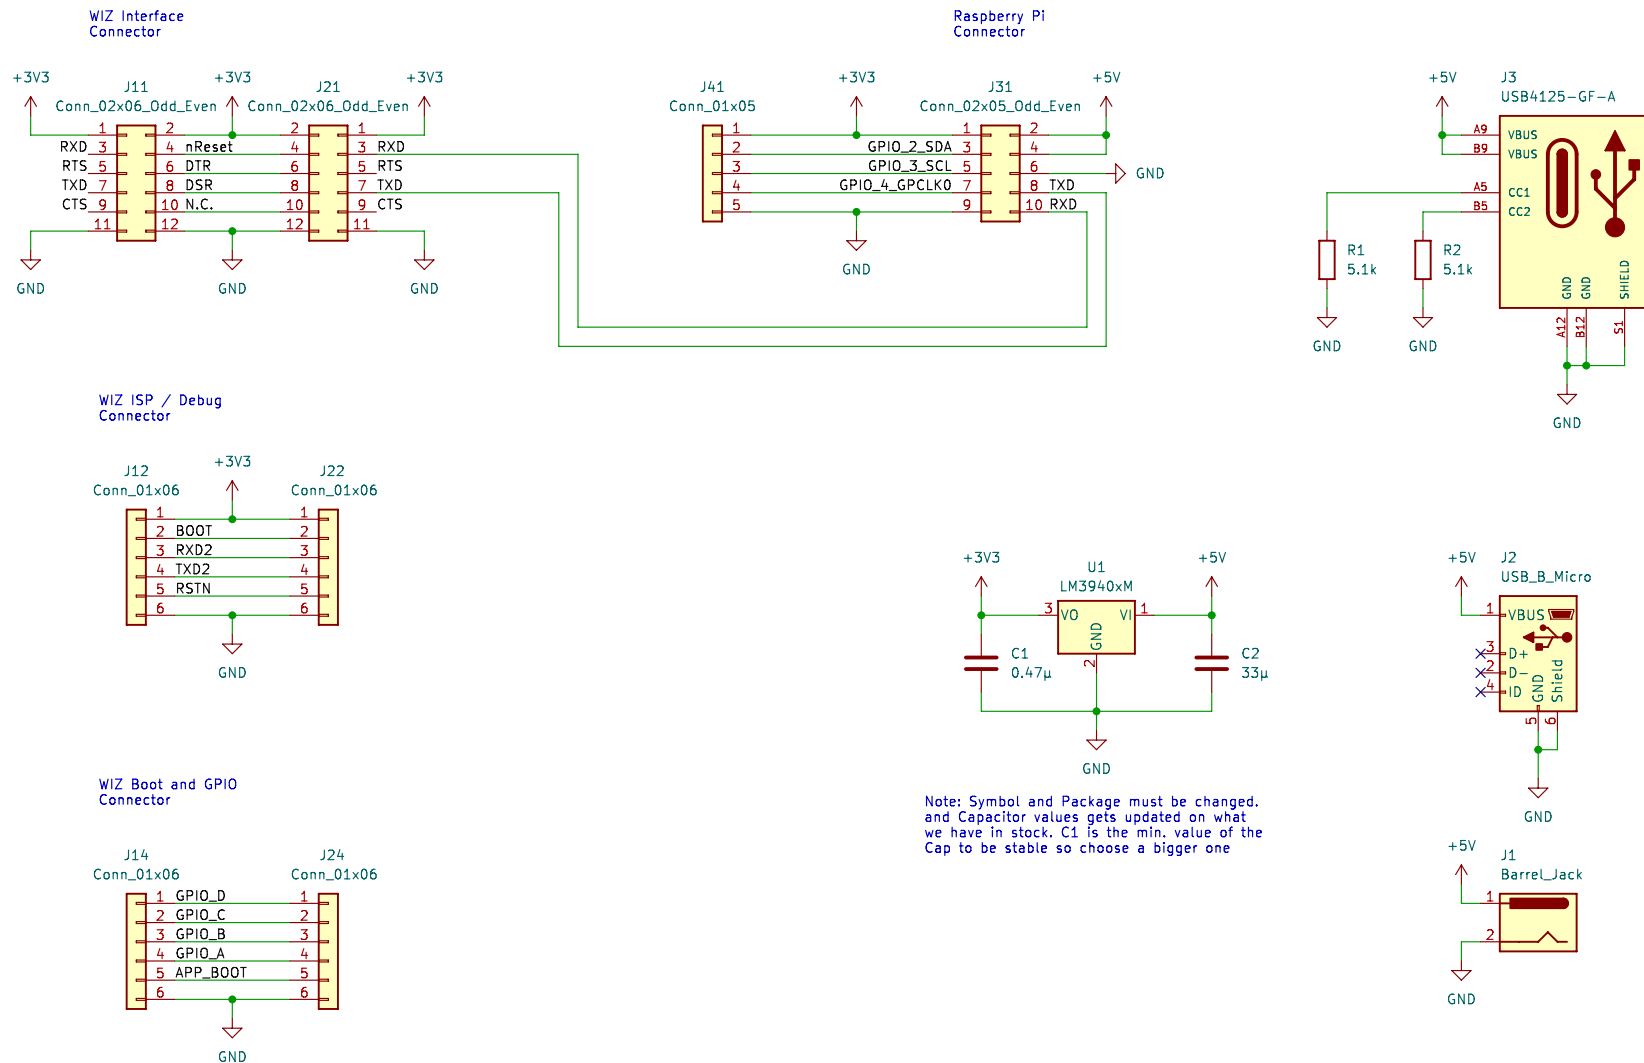 WIZ Interface
Connector
+3V3
J11
Conn_02x06_Odd_Even
+3V3
J21
Conn_02x06_Odd_Even
+3V3
1
2
2
1
RXD
3
4
nReset
4
3
RXD
RTS
5
6
DTR
6
5
RTS
TXD
7
8
DSR
8
7
TXD
CTS
9
10
N.C.
10
9
CTS
11
12
12
11
GND
GND
GND
Raspberry Pi
Connector
J41
Conn_01x05
+3V3
J31
Conn_02x05_Odd_Even
+5V
1
1
2
2
GPIO_2_SDA
3
4
3
GPIO_3_SCL
5
6
GND
4
GPIO_4_GPCLK0
7
8
TXD
5
9
10
RXD
GND
+5V
J3
USB4125-GF-A
A9
VBUS
B9
VBUS
A5
CC1
B5
CC2
R1
5.1k
R2
5.1k
GND
GND
SHIELD
A12
B12
S1
GND
GND
GND
WIZ ISP / Debug
Connector
J12
Conn_01x06
+3V3
J22
Conn_01x06
1
1
2
BOOT
2
3
RXD2
3
4
TXD2
4
5
RSTN
5
6
6
GND
+3V3
U1
LM3940xM
+5V
3
VO
VI
1
GND
2
C1
0.47µ
C2
33µ
GND
Note: Symbol and Package must be changed.
and Capacitor values gets updated on what
we have in stock. C1 is the min. value of the
Cap to be stable so choose a bigger one
+5V
J2
USB_B_Micro
1
VBUS
3
D+
2
D-
4
ID
GND
Shield
5
6
GND
WIZ Boot and GPIO
Connector
J14
Conn_01x06
J24
Conn_01x06
1
GPIO_D
1
2
GPIO_C
2
3
GPIO_B
3
4
GPIO_A
4
5
APP_BOOT
5
6
6
GND
+5V
J1
Barrel_Jack
1
2
GND